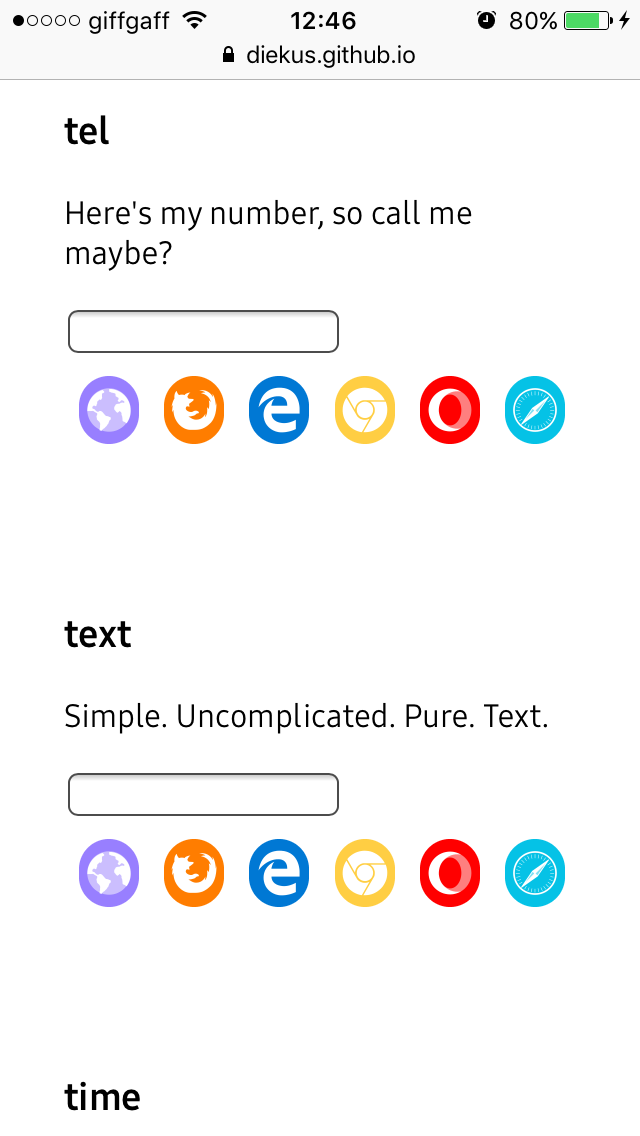 giffgaff 12:46 80%
diekus.github.io
tel
Here's my number, so call me
maybe?
text
Simple. Uncomplicated. Pure. Text.
time